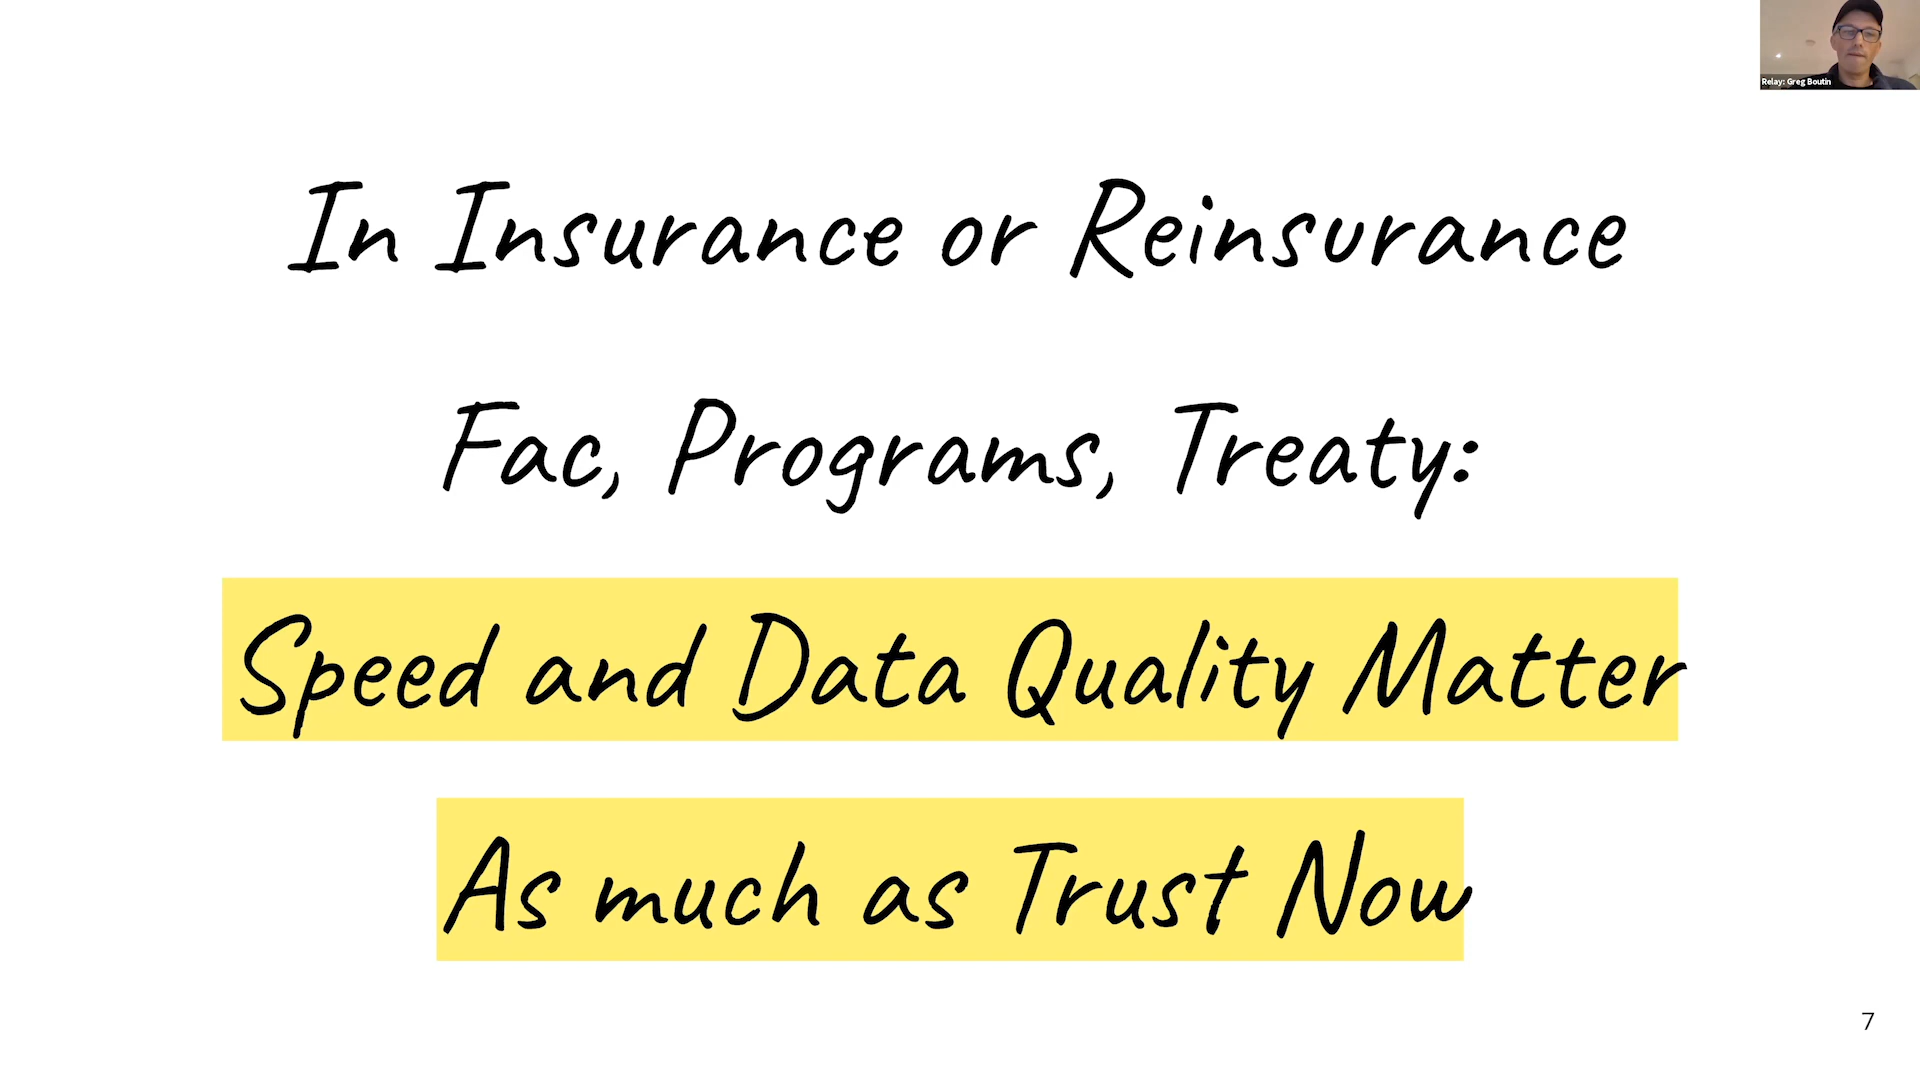 Relay: Greg Boutin
In Insurance or Reinsurance
Fac, Programs, Treaty:
Speed and Data Quality Matter
As much as Trust Now
7